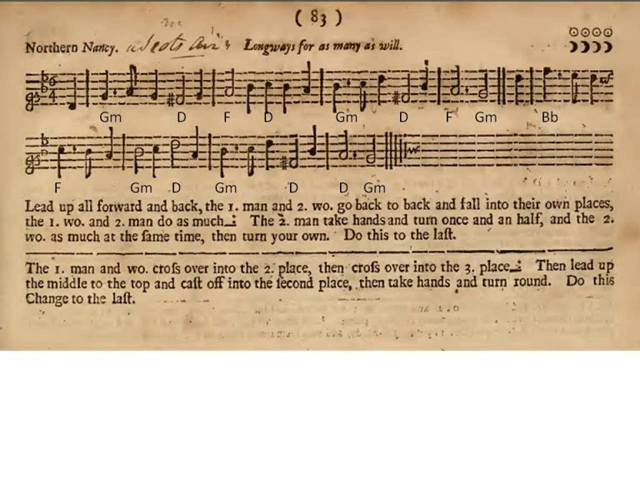 ( 83 )
Northern Nancy. Longways for as many as will.
6
4
Gm D F D Gm D F Gm Bb
F Gm D Gm D D Gm
Lead up all forward and back, the 1. man and 2. wo. go back to back and fall into their own places,
the 1. wo. and 2. man do as much. The 2. man take hands and turn once and an half, and the 2.
wo. as much at the ſame time, then turn your own. Do this to the laſt.
The 1. man and wo. croſs over into the 2. place, then croſs over into the 3. place. Then lead up
the middle to the top and caſt off into the ſecond place, then take hands and turn round. Do this
Change to the laſt.